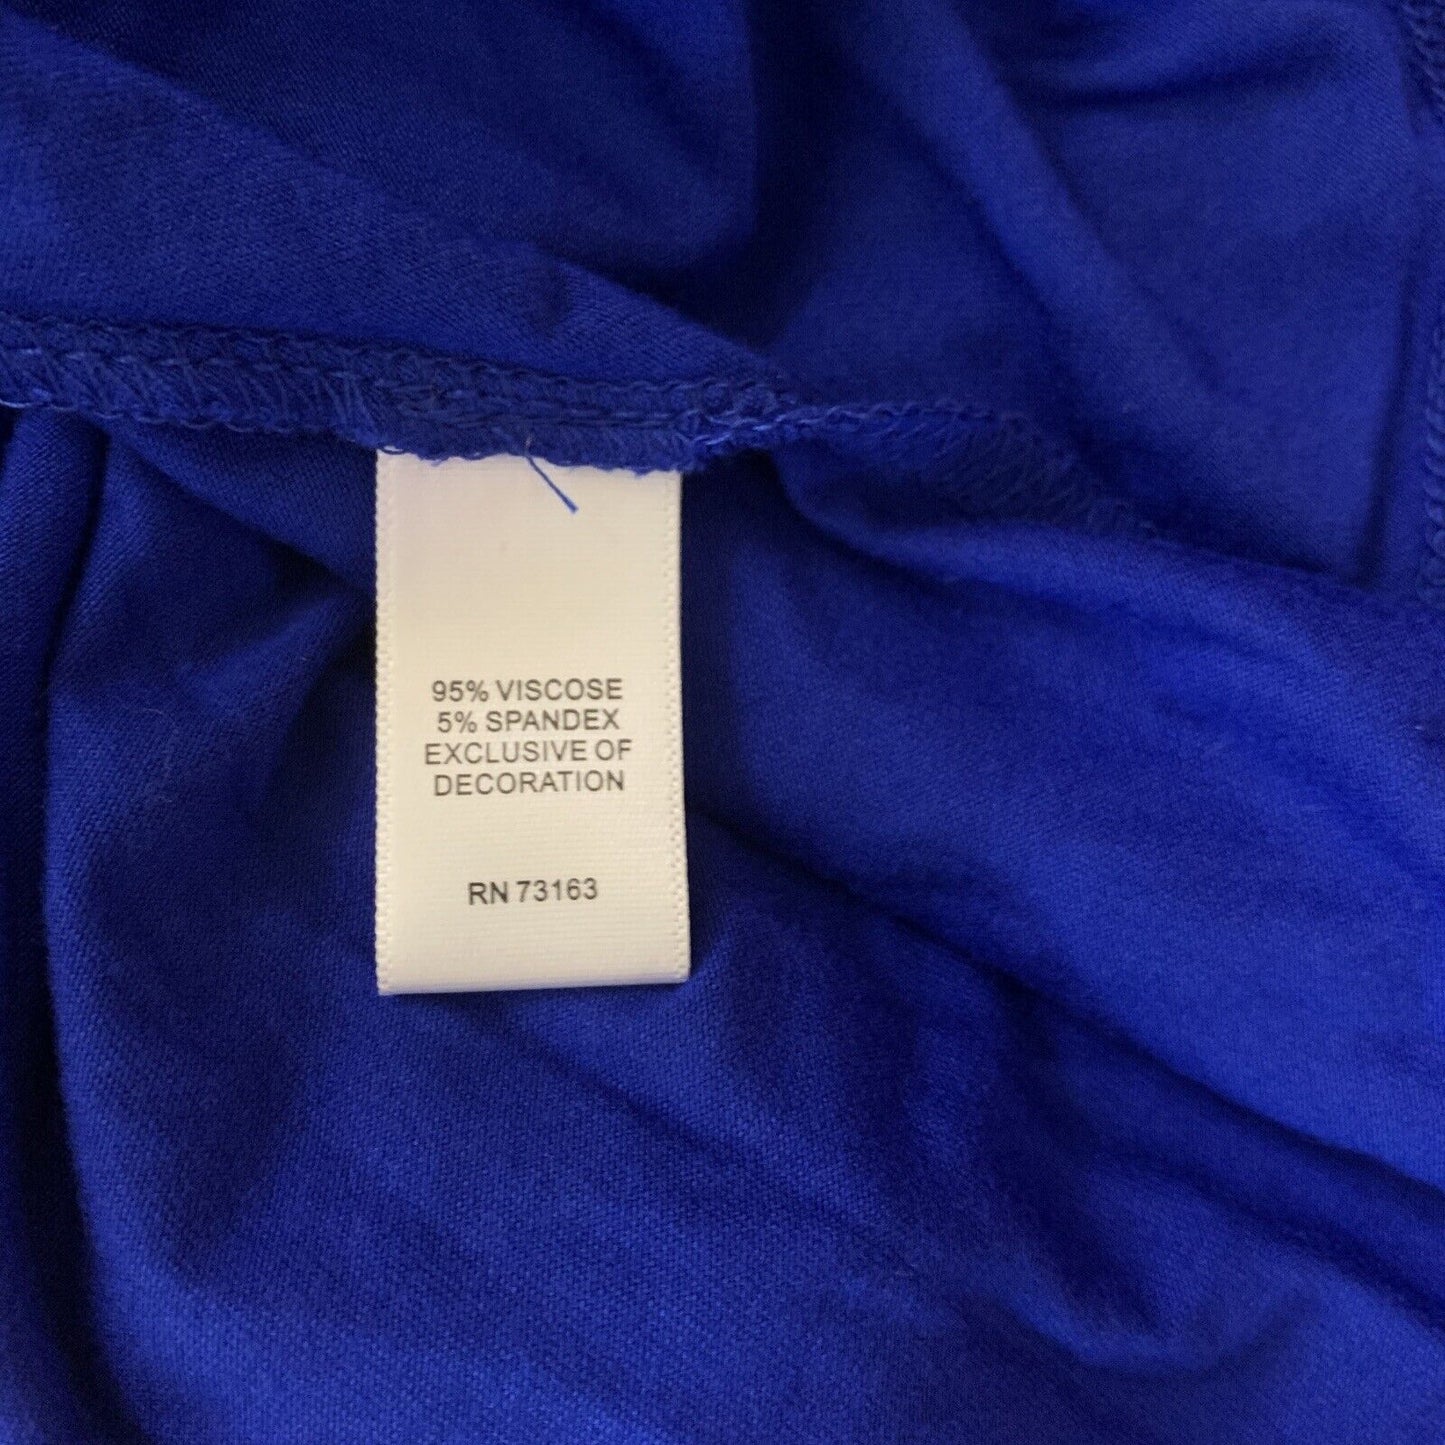 95% VISCOSE
5% SPANDEX
EXCLUSIVE OF
DECORATION
RN 73163